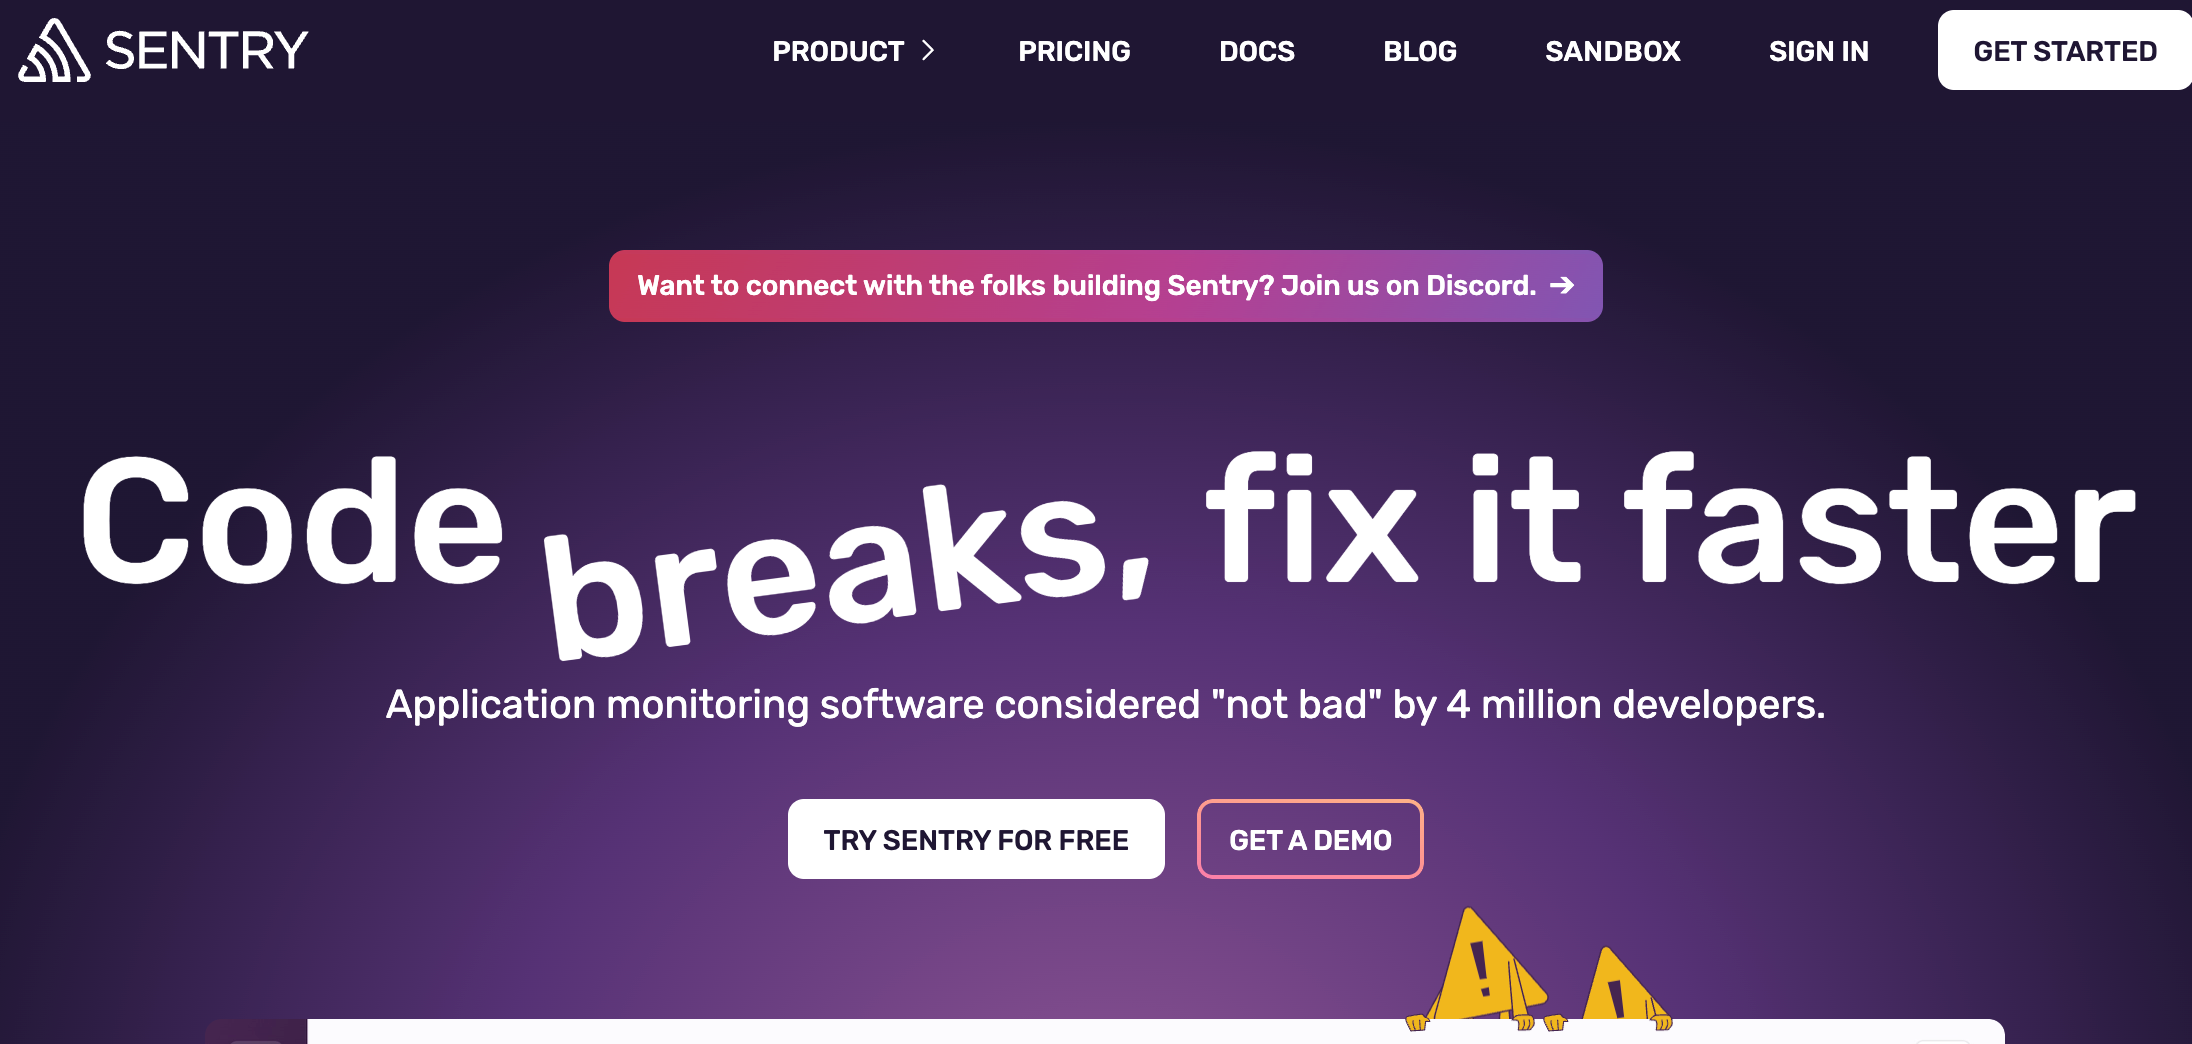 SENTRY
PRODUCT
PRICING
DOCS
BLOG
SANDBOX
SIGN IN
GET STARTED
Want to connect with the folks building Sentry? Join us on Discord. →
Code breaks, fix it faster
Application monitoring software considered "not bad" by 4 million developers.
TRY SENTRY FOR FREE
GET A DEMO
!
!